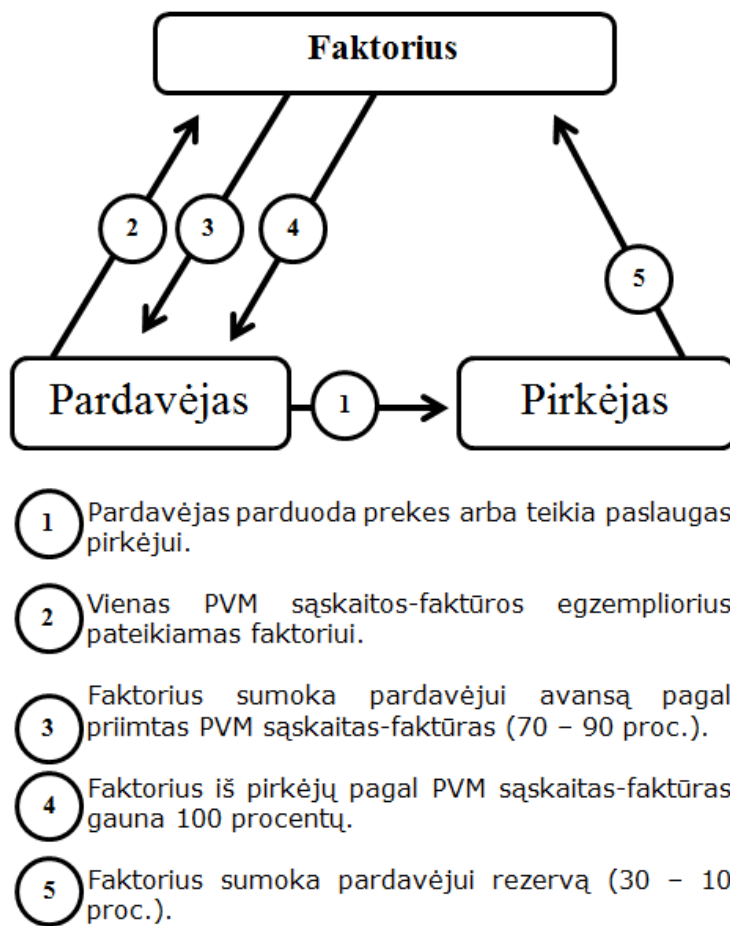 Faktorius
2
3
4
5
Pardavėjas
1
Pirkėjas
1 Pardavėjas parduoda prekes arba teikia paslaugas
pirkėjui.
2 Vienas PVM sąskaitos-faktūros egzempliorius
pateikiamas faktoriui.
3 Faktorius sumoka pardavėjui avansą pagal
priimtas PVM sąskaitas-faktūras (70 – 90 proc.).
4 Faktorius iš pirkėjų pagal PVM sąskaitas-faktūras
gauna 100 procentų.
5 Faktorius sumoka pardavėjui rezervą (30 – 10
proc.).